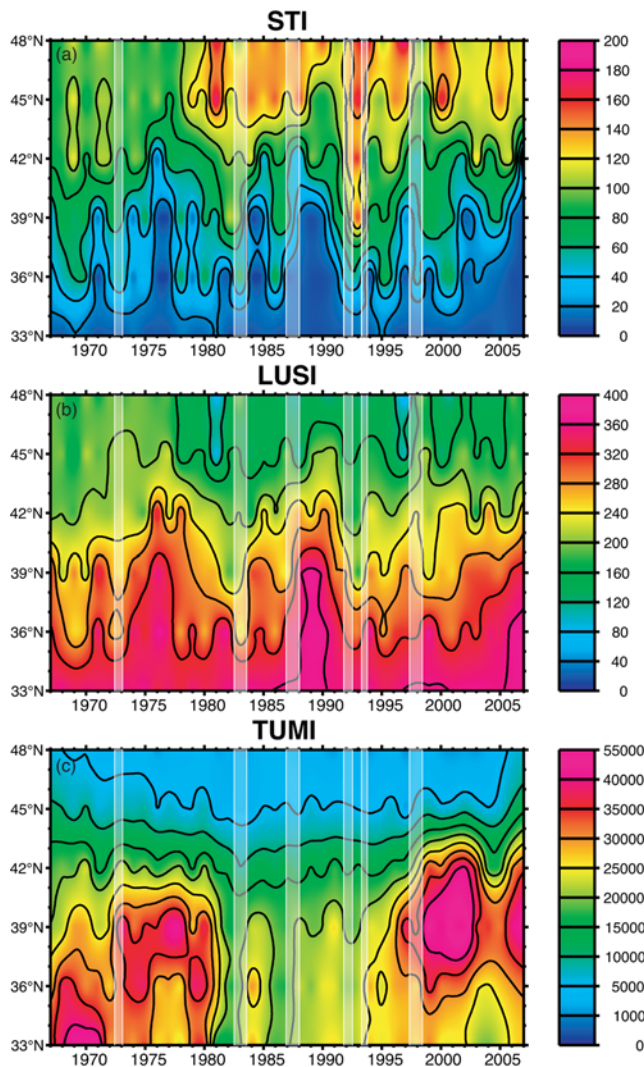 STI
(a)
48°N
45°N
42°N
39°N
36°N
33°N
1970 1975 1980 1985 1990 1995 2000 2005
200
180
160
140
120
100
80
60
40
20
0
LUSI
(b)
48°N
45°N
42°N
39°N
36°N
33°N
1970 1975 1980 1985 1990 1995 2000 2005
400
360
320
280
240
200
160
120
80
40
0
TUMI
(c)
48°N
45°N
42°N
39°N
36°N
33°N
1970 1975 1980 1985 1990 1995 2000 2005
55000
40000
35000
30000
25000
20000
15000
10000
5000
1000
0